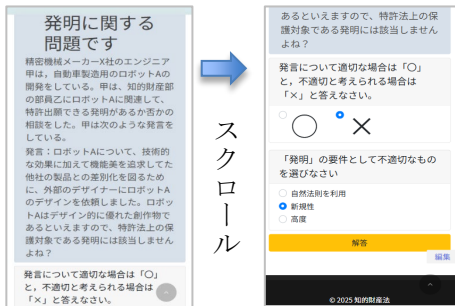 発明に関する
問題です
精密機械メーカーX社のエンジニア
甲は，自動車製造用のロボットAの
開発をしている。甲は、知的財産部
の部員乙にロボットAに関連して、
特許出願できる発明があるか否かの
相談をした。甲は次のような発言を
している。
発言：ロボットAについて、技術的
な効果に加えて機能美を追求してた
他社の製品との差別化を図るため
に、外部のデザイナーにロボットA
のデザインを依頼しました。ロボッ
トAはデザイン的に優れた創作物で
あるといえますので、特許法上の保
護対象である発明には該当しません
よね？
発言について適切な場合は「〇」
と，不適切と考えられる場合は
「×」と答えなさい。
スクロール
あるといえますので、特許法上の保
護対象である発明には該当しません
よね？
発言について適切な場合は「〇」
と，不適切と考えられる場合は
「×」と答えなさい。
〇 ×
「発明」の要件として不適切なもの
を選びなさい
自然法則を利用
新規性
高度
解答
編集
© 2025 知的財産法